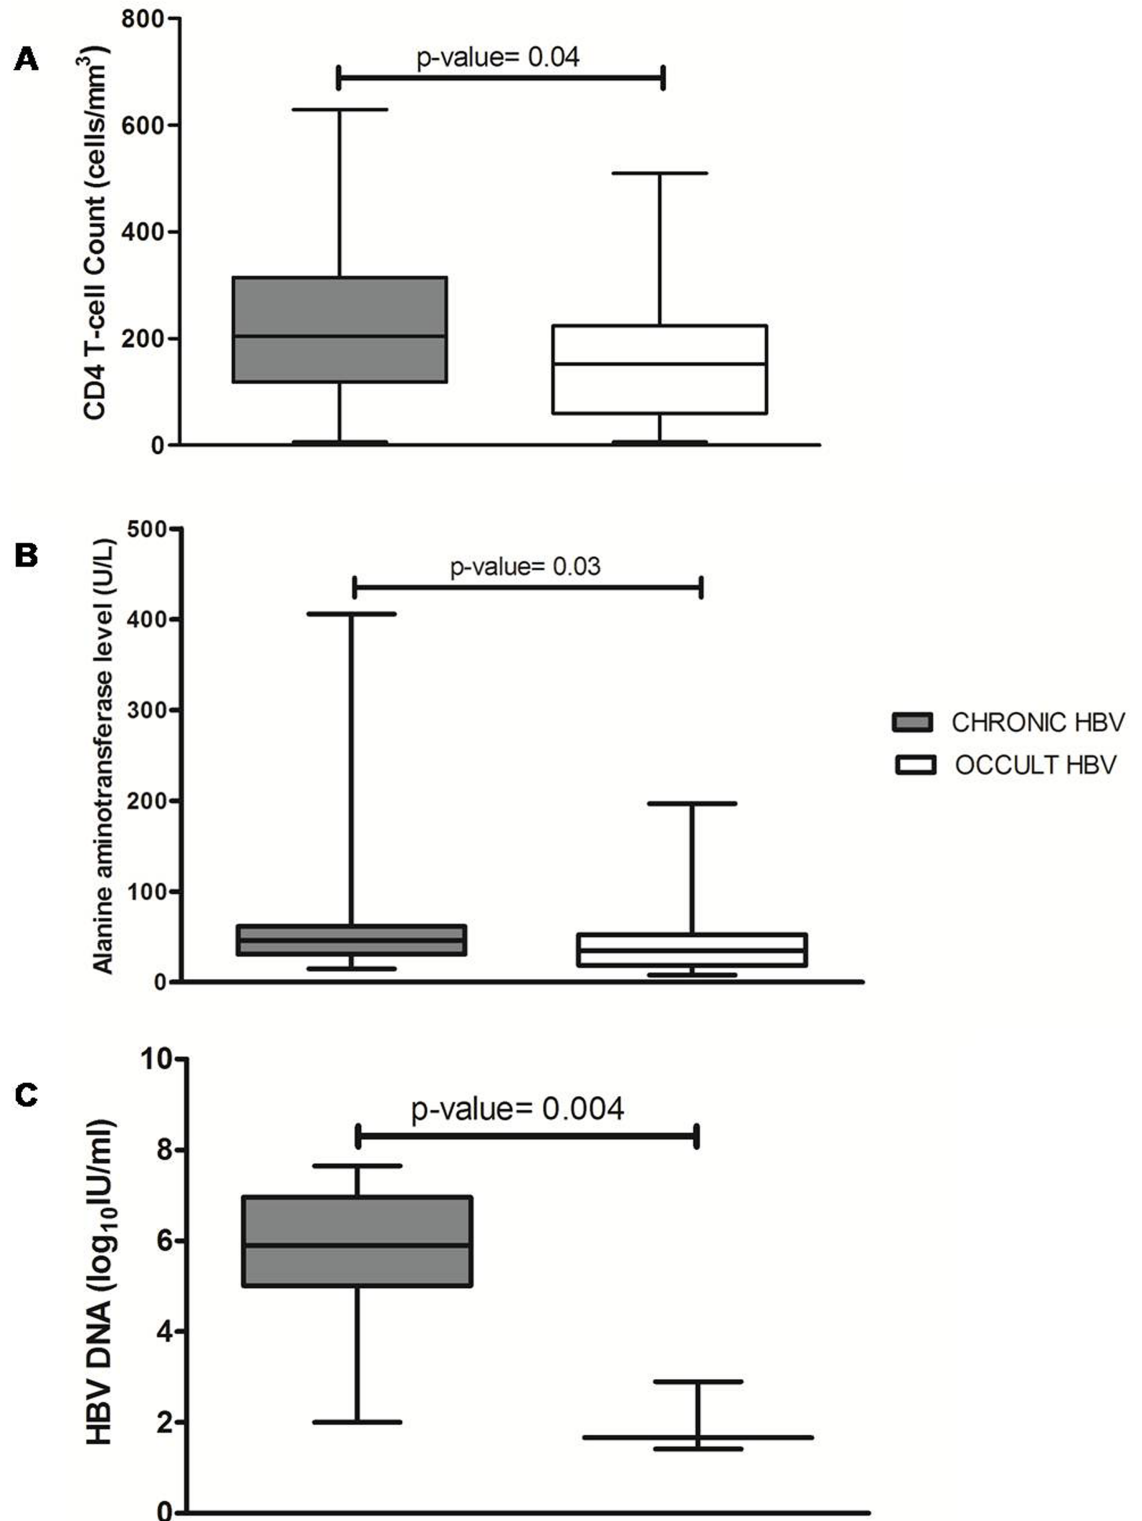 A
CD4 T-cell Count (cells/mm³)
800
600
400
200
0
p-value= 0.04
B
Alanine aminotransferase level (U/L)
500
400
300
200
100
0
p-value= 0.03
CHRONIC HBV
OCCULT HBV
C
HBV DNA (log₁₀IU/ml)
10
8
6
4
2
0
p-value= 0.004